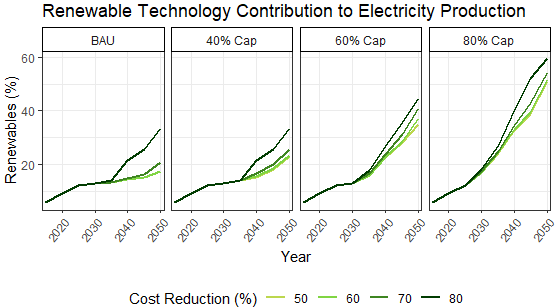 Renewable Technology Contribution to Electricity Production
BAU 40% Cap 60% Cap 80% Cap
Renewables (%)
60
40
20
2020 2030 2040 2050 2020 2030 2040 2050 2020 2030 2040 2050 2020 2030 2040 2050
Year
Cost Reduction (%) 50 60 70 80